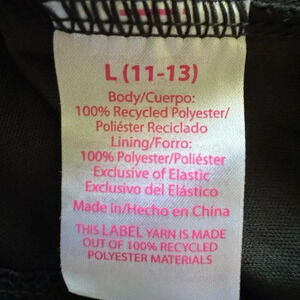 L (11-13)
Body/Cuerpo:
100% Recycled Polyester/
Poliéster Reciclado
Lining/Forro:
100% Polyester/Poliéster
Exclusive of Elastic
Exclusivo del Elástico
Made in/Hecho en China
THIS LABEL YARN IS MADE
OUT OF 100% RECYCLED
POLYESTER MATERIALS